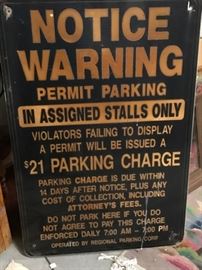 NOTICE
WARNING
PERMIT PARKING
IN ASSIGNED STALLS ONLY
VIOLATORS FAILING TO DISPLAY
A PERMIT WILL BE ISSUED A
$21 PARKING CHARGE
PARKING CHARGE IS DUE WITHIN
14 DAYS AFTER NOTICE, PLUS ANY
COST OF COLLECTION, INCLUDING
ATTORNEY'S FEES.
DO NOT PARK HERE IF YOU DO
NOT AGREE TO PAY THIS CHARGE
ENFORCED DAILY 7:00 AM - 7:00 PM
OPERATED BY REGIONAL PARKING CORP